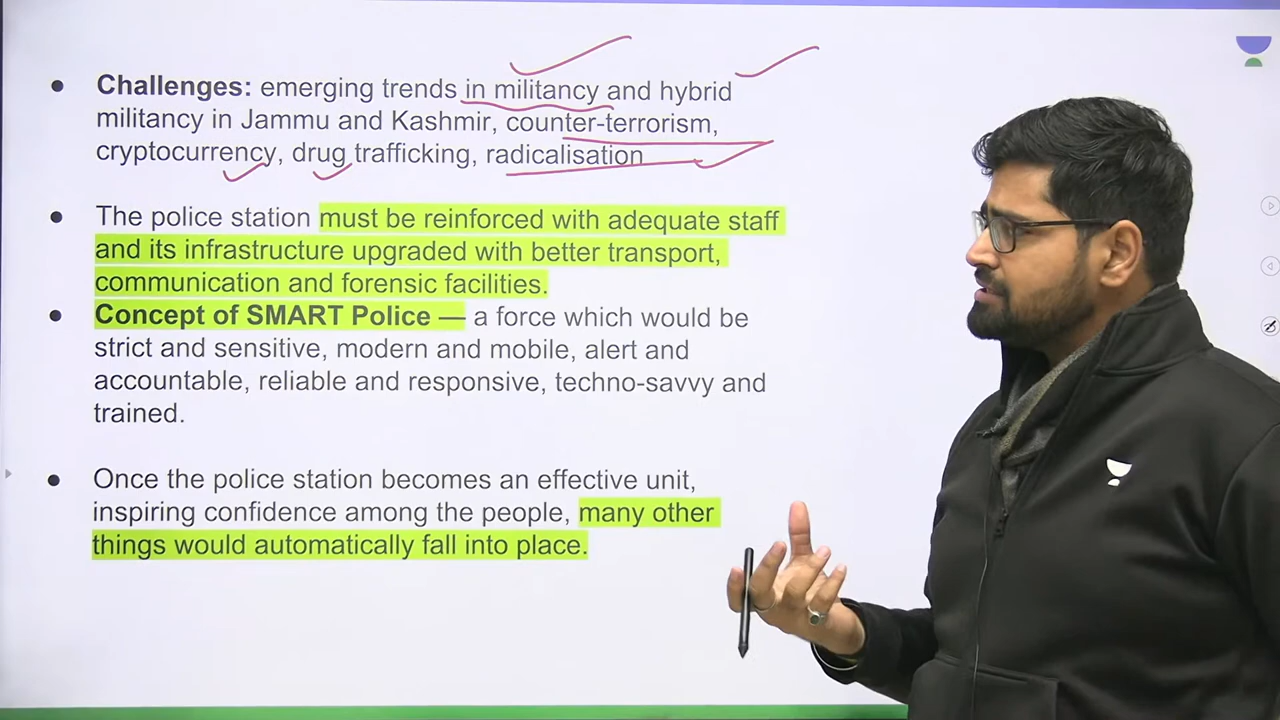 • Challenges: emerging trends in militancy and hybrid
militancy in Jammu and Kashmir, counter-terrorism,
cryptocurrency, drug trafficking, radicalisation
• The police station must be reinforced with adequate staff
and its infrastructure upgraded with better transport,
communication and forensic facilities.
• Concept of SMART Police — a force which would be
strict and sensitive, modern and mobile, alert and
accountable, reliable and responsive, techno-savvy and
trained.
• Once the police station becomes an effective unit,
inspiring confidence among the people, many other
things would automatically fall into place.